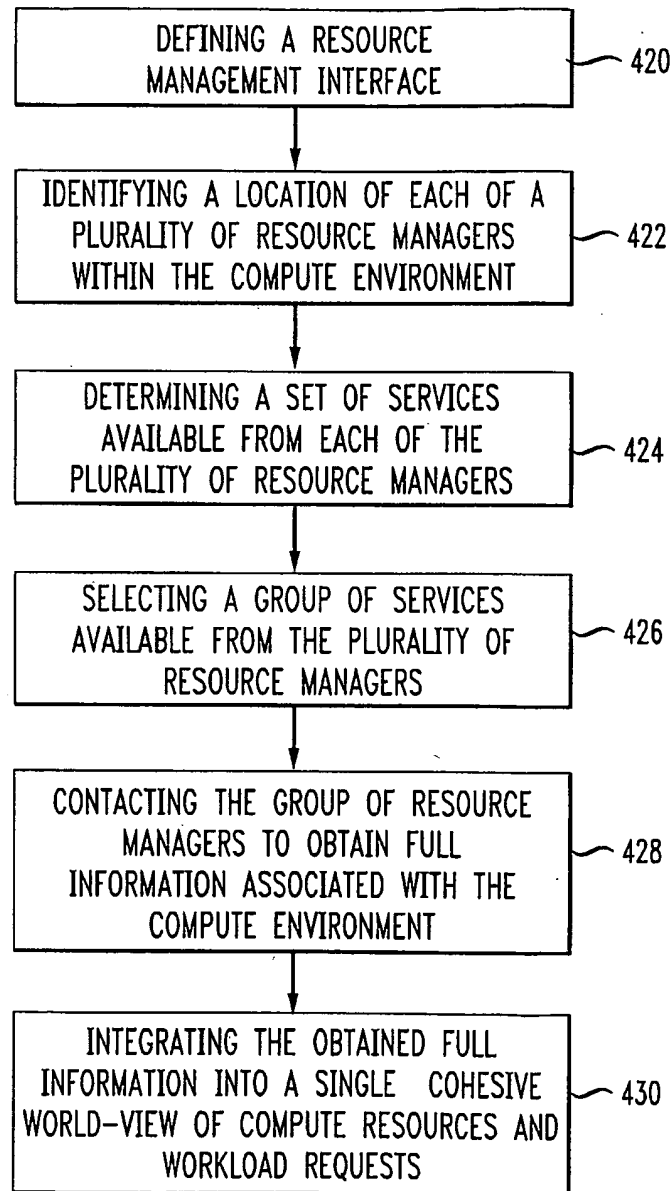 DEFINING A RESOURCE
MANAGEMENT INTERFACE
420
IDENTIFYING A LOCATION OF EACH OF A
PLURALITY OF RESOURCE MANAGERS
WITHIN THE COMPUTE ENVIRONMENT
422
DETERMINING A SET OF SERVICES
AVAILABLE FROM EACH OF THE
PLURALITY OF RESOURCE MANAGERS
424
SELECTING A GROUP OF SERVICES
AVAILABLE FROM THE PLURALITY OF
RESOURCE MANAGERS
426
CONTACTING THE GROUP OF RESOURCE
MANAGERS TO OBTAIN FULL
INFORMATION ASSOCIATED WITH THE
COMPUTE ENVIRONMENT
428
INTEGRATING THE OBTAINED FULL
INFORMATION INTO A SINGLE COHESIVE
WORLD-VIEW OF COMPUTE RESOURCES AND
WORKLOAD REQUESTS
430